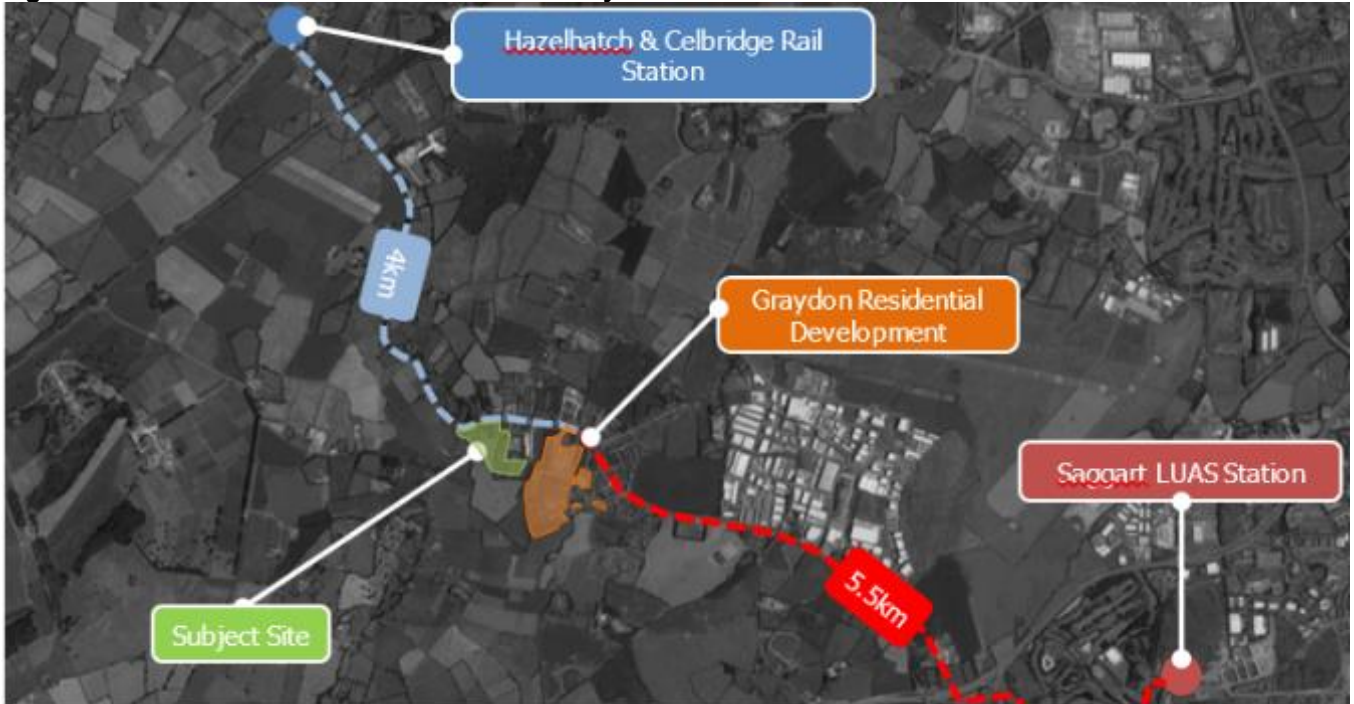 Hazelhatch & Celbridge Rail
Station
4km
Graydon Residential
Development
Saggart LUAS Station
5.5km
Subject Site